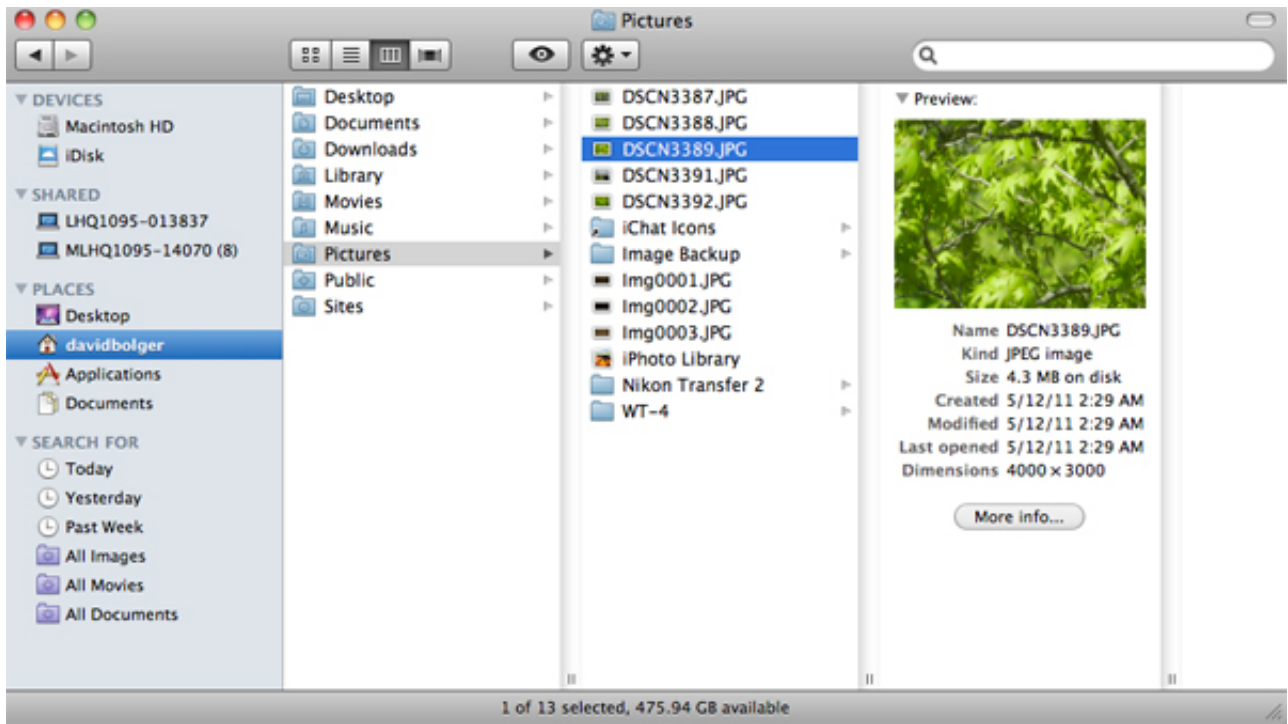 Pictures
DEVICES
Macintosh HD
iDisk
SHARED
LHQ1095-013837
MLHQ1095-14070 (8)
PLACES
Desktop
davidbolger
Applications
Documents
SEARCH FOR
Today
Yesterday
Past Week
All Images
All Movies
All Documents
Desktop
Documents
Downloads
Library
Movies
Music
Pictures
Public
Sites
DSCN3387.JPG
DSCN3388.JPG
DSCN3389.JPG
DSCN3391.JPG
DSCN3392.JPG
iChat Icons
Image Backup
Img0001.JPG
Img0002.JPG
Img0003.JPG
iPhoto Library
Nikon Transfer 2
WT-4
Preview:
Name DSCN3389.JPG
Kind JPEG image
Size 4.3 MB on disk
Created 5/12/11 2:29 AM
Modified 5/12/11 2:29 AM
Last opened 5/12/11 2:29 AM
Dimensions 4000 × 3000
More info...
1 of 13 selected, 475.94 GB available